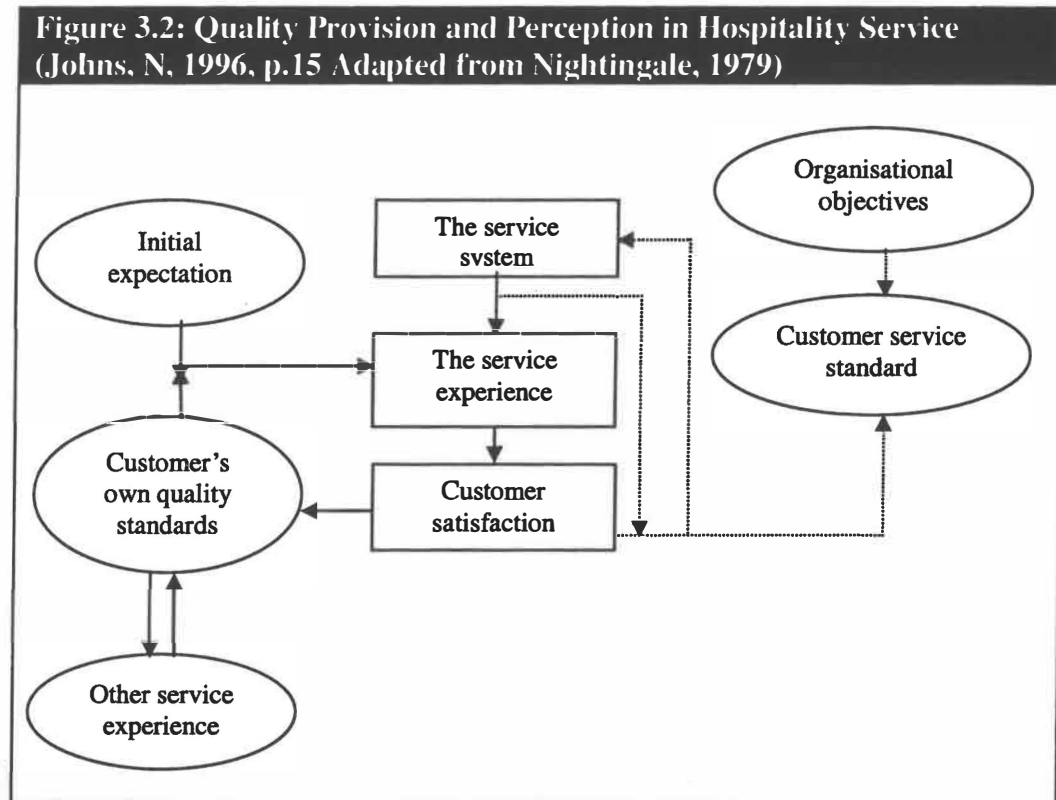 Figure 3.2: Quality Provision and Perception in Hospitality Service
(Johns, N, 1996, p.15 Adapted from Nightingale, 1979)
Organisational
objectives
Initial
expectation
The service
system
Customer service
standard
The service
experience
Customer's
own quality
standards
Customer
satisfaction
Other service
experience